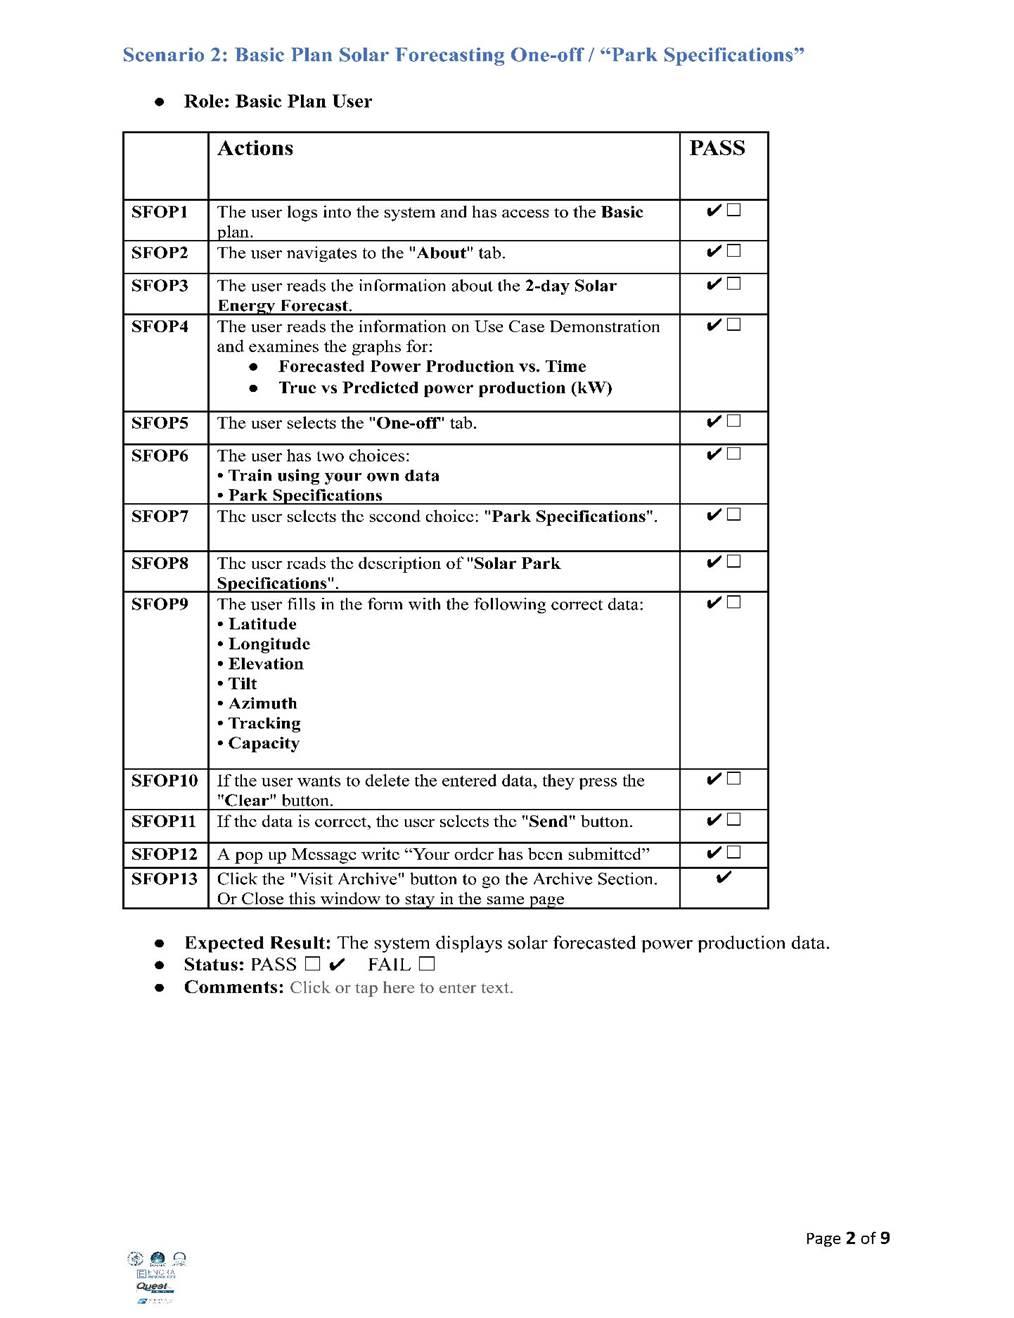 Scenario 2: Basic Plan Solar Forecasting One-off / “Park Specifications”
● Role: Basic Plan User
Actions PASS
SFOP1 The user logs into the system and has access to the Basic ✔☐
plan.
SFOP2 The user navigates to the "About" tab. ✔☐
SFOP3 The user reads the information about the 2-day Solar ✔☐
Energy Forecast.
SFOP4 The user reads the information on Use Case Demonstration ✔☐
and examines the graphs for:
● Forecasted Power Production vs. Time
● True vs Predicted power production (kW)
SFOP5 The user selects the "One-off" tab. ✔☐
SFOP6 The user has two choices: ✔☐
• Train using your own data
• Park Specifications
SFOP7 The user selects the second choice: "Park Specifications". ✔☐
SFOP8 The user reads the description of "Solar Park ✔☐
Specifications".
SFOP9 The user fills in the form with the following correct data: ✔☐
• Latitude
• Longitude
• Elevation
• Tilt
• Azimuth
• Tracking
• Capacity
SFOP10 If the user wants to delete the entered data, they press the ✔☐
"Clear" button.
SFOP11 If the data is correct, the user selects the "Send" button. ✔☐
SFOP12 A pop up Message write “Your order has been submitted” ✔☐
SFOP13 Click the "Visit Archive" button to go the Archive Section. ✔
Or Close this window to stay in the same page
● Expected Result: The system displays solar forecasted power production data.
● Status: PASS ☐ ✔ FAIL ☐
● Comments: Click or tap here to enter text.
Page 2 of 9
Quest